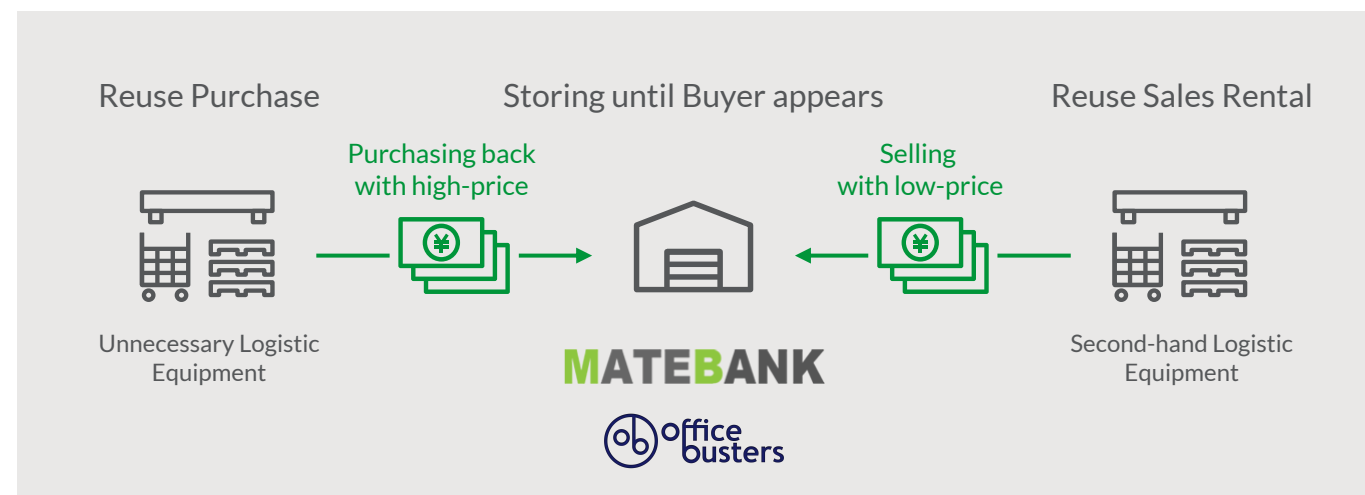 Reuse Purchase
Storing until Buyer appears
Reuse Sales Rental
Purchasing back
with high-price
Selling
with low-price
¥
¥
Unnecessary Logistic
Equipment
Second-hand Logistic
Equipment
MATEBANK
ob office
busters